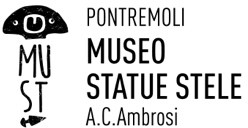 MU
ST
PONTREMOLI
MUSEO
STATUE STELE
A.C.Ambrosi